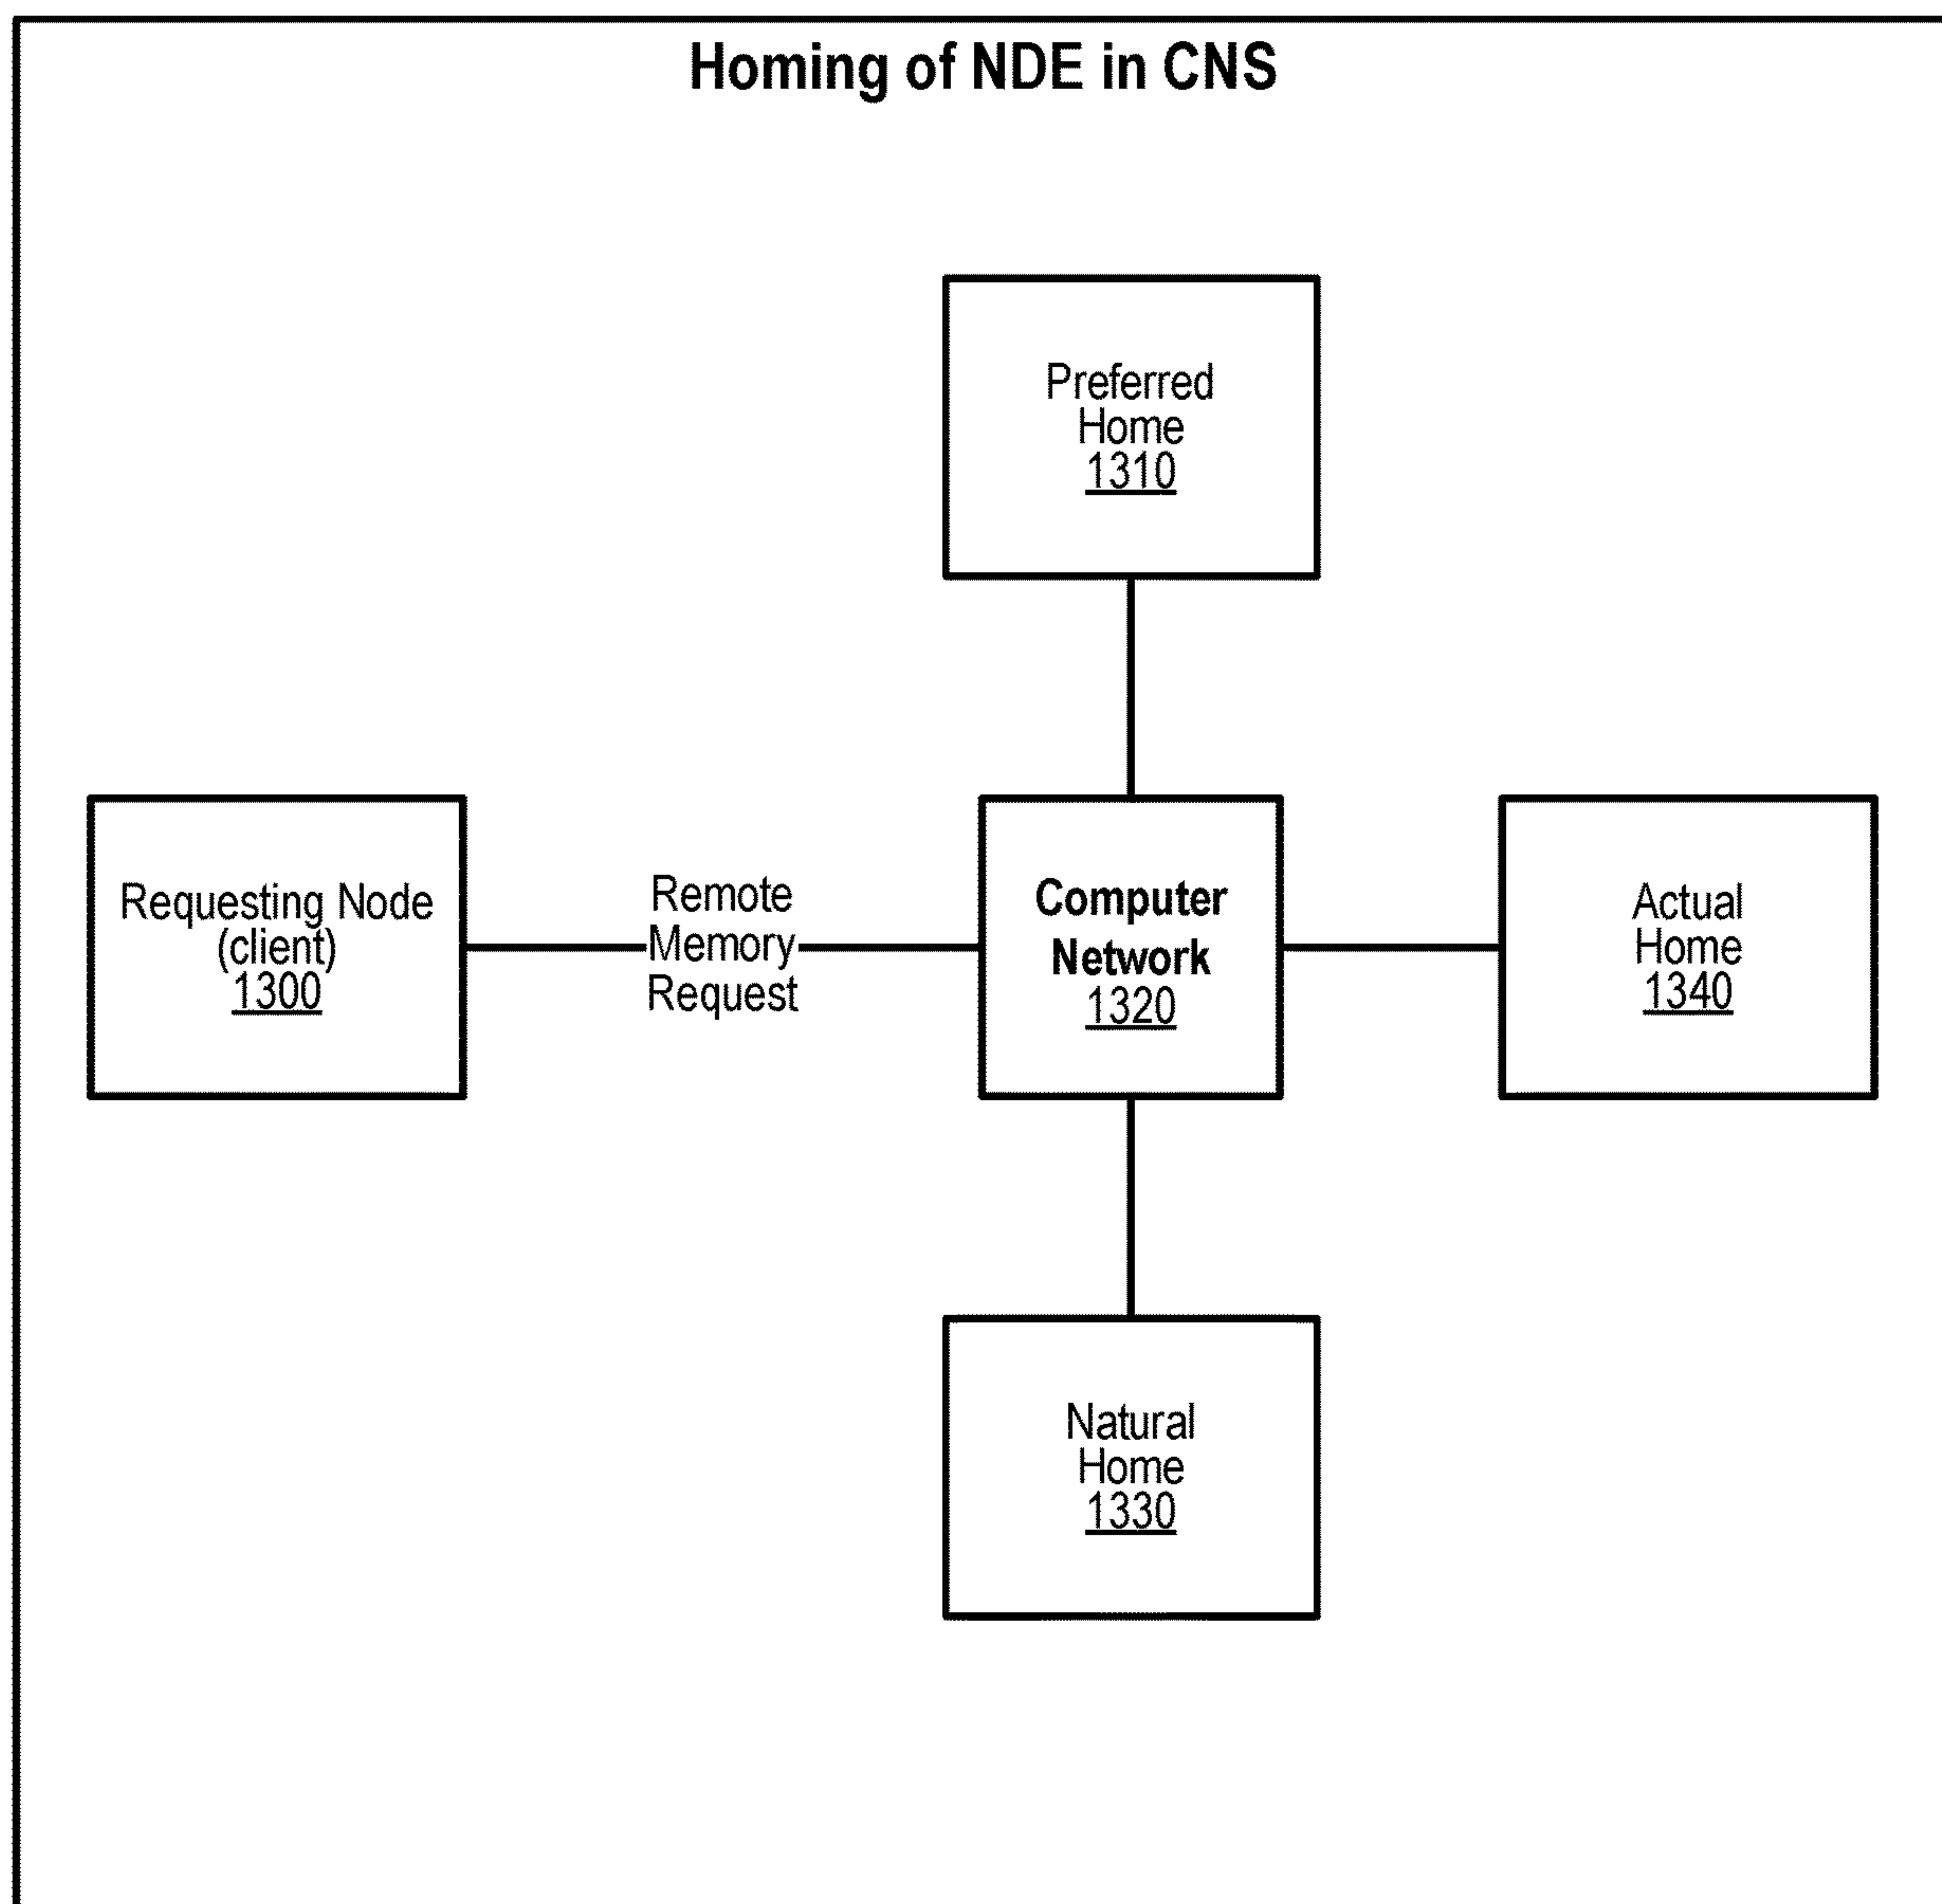 Homing of NDE in CNS
Preferred
Home
1310
Requesting Node
(client)
1300
Remote
Memory
Request
Computer
Network
1320
Actual
Home
1340
Natural
Home
1330